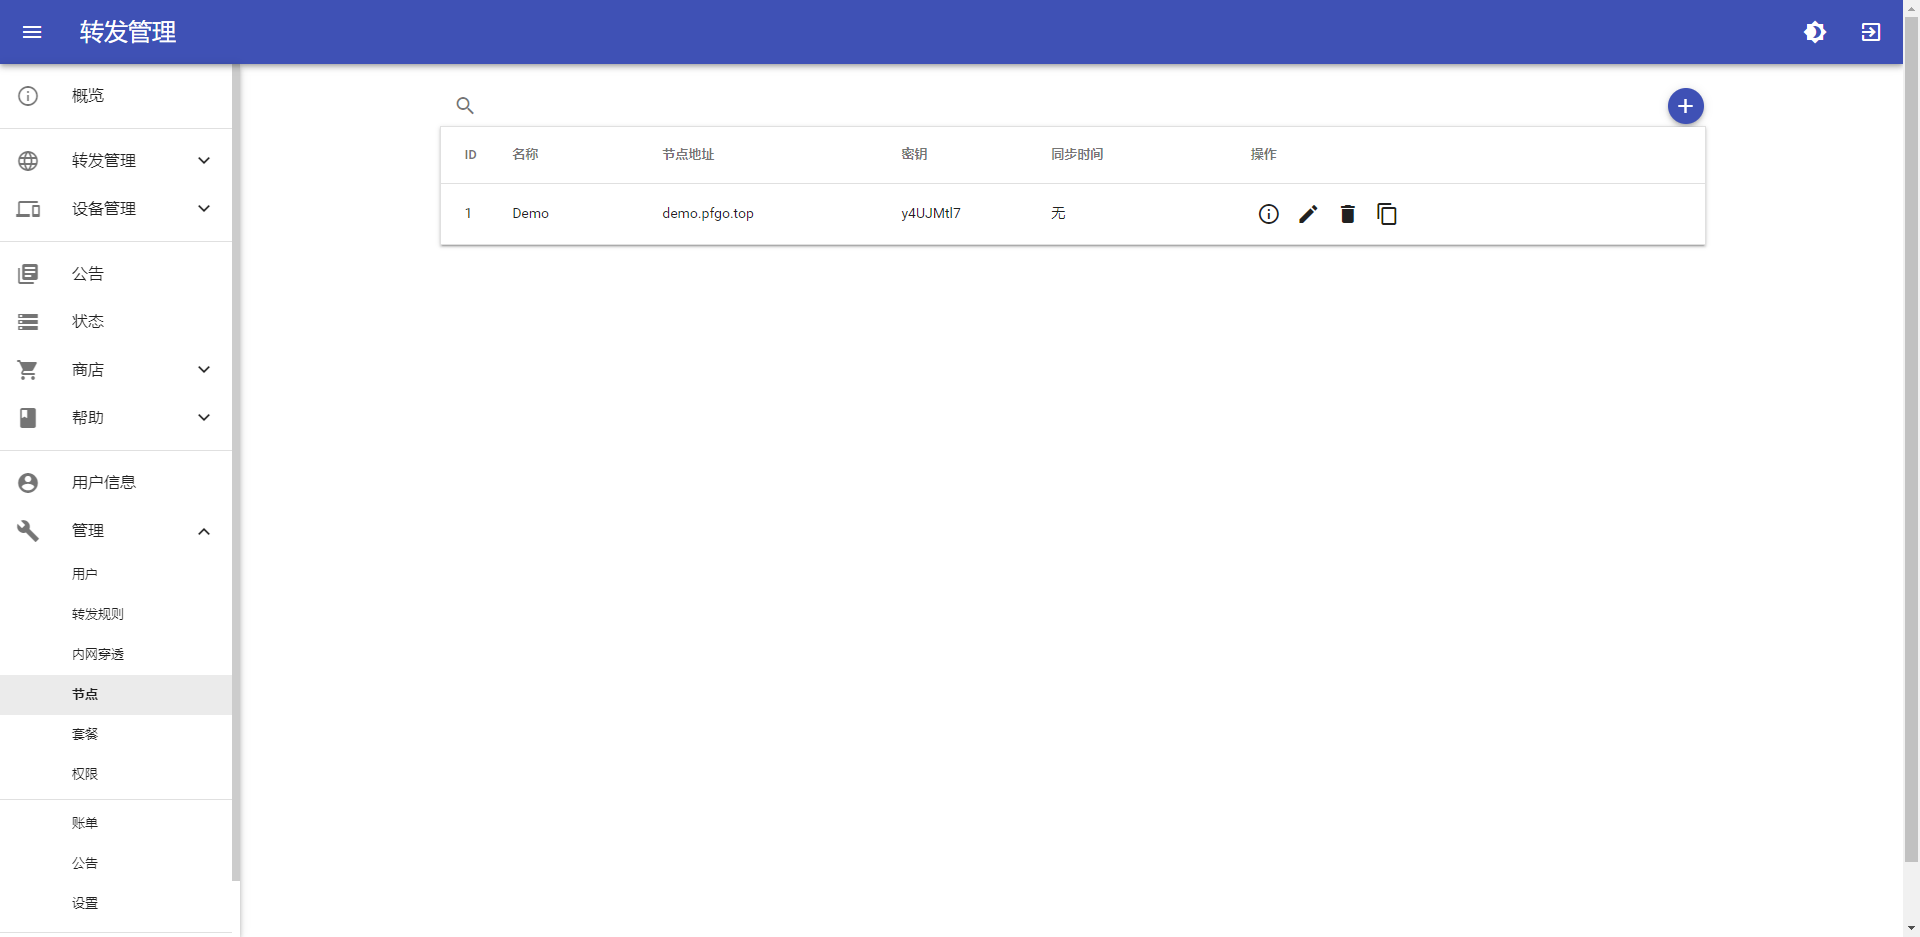 转发管理
概览
转发管理
设备管理
公告
状态
商店
帮助
用户信息
管理
用户
转发规则
内网穿透
节点
套餐
权限
账单
公告
设置
ID 名称 节点地址 密钥 同步时间 操作
1 Demo demo.pfgo.top y4UJMtl7 无